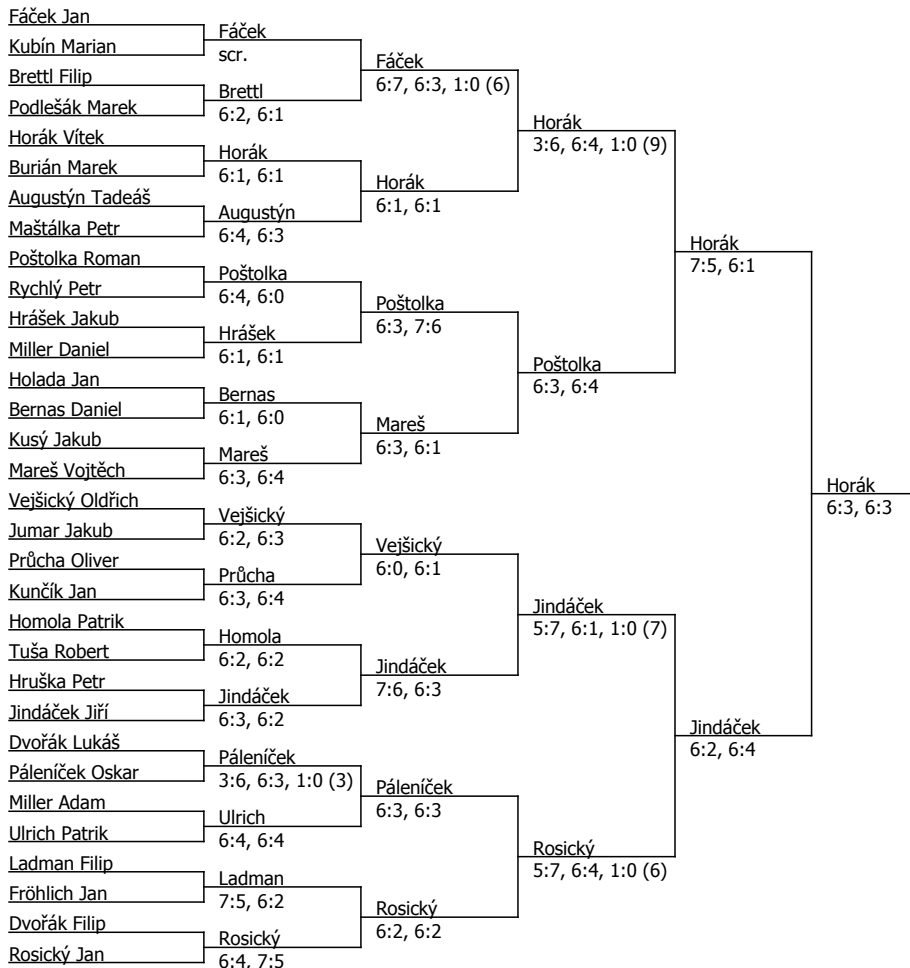 Fáček Jan
Kubín Marian
Brettl Filip
Podlešák Marek
Horák Vítek
Burián Marek
Augustýn Tadeáš
Maštálka Petr
Poštolka Roman
Rychlý Petr
Hrášek Jakub
Miller Daniel
Holada Jan
Bernas Daniel
Kusý Jakub
Mareš Vojtěch
Vejšický Oldřich
Jumar Jakub
Průcha Oliver
Kunčík Jan
Homola Patrik
Tuša Robert
Hruška Petr
Jindáček Jiří
Dvořák Lukáš
Páleníček Oskar
Miller Adam
Ulrich Patrik
Ladman Filip
Fröhlich Jan
Dvořák Filip
Rosický Jan
Fáček
scr.
Brettl
6:2, 6:1
Horák
6:1, 6:1
Augustýn
6:4, 6:3
Poštolka
6:4, 6:0
Hrášek
6:1, 6:1
Bernas
6:1, 6:0
Mareš
6:3, 6:4
Vejšický
6:2, 6:3
Průcha
6:3, 6:4
Homola
6:2, 6:2
Jindáček
6:3, 6:2
Páleníček
3:6, 6:3, 1:0 (3)
Ulrich
6:4, 6:4
Ladman
7:5, 6:2
Rosický
6:4, 7:5
Fáček
6:7, 6:3, 1:0 (6)
Horák
6:1, 6:1
Poštolka
6:3, 7:6
Mareš
6:3, 6:1
Vejšický
6:0, 6:1
Jindáček
7:6, 6:3
Páleníček
6:3, 6:3
Rosický
6:2, 6:2
Horák
3:6, 6:4, 1:0 (9)
Poštolka
6:3, 6:4
Jindáček
5:7, 6:1, 1:0 (7)
Rosický
5:7, 6:4, 1:0 (6)
Horák
7:5, 6:1
Jindáček
6:2, 6:4
Horák
6:3, 6:3